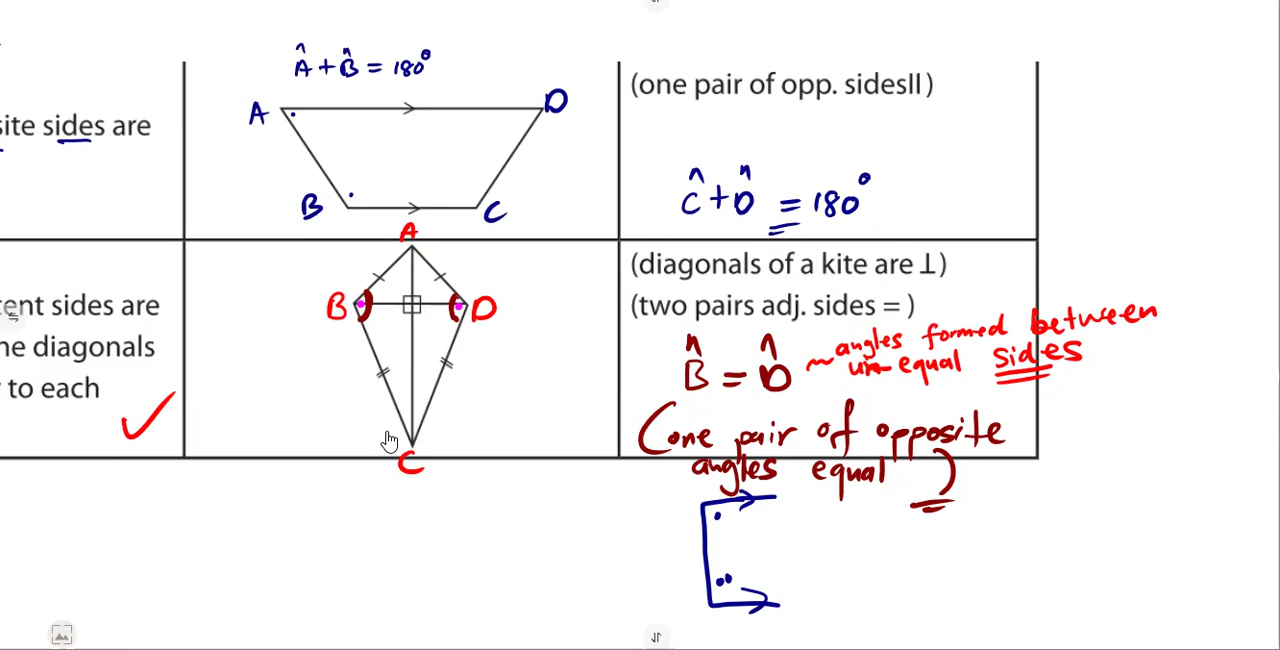 Â + B̂ = 180°
A
D
(one pair of opp. sides||)
site sides are
Ĉ + D̂ = 180°
B
C
A
(diagonals of a kite are ⊥)
cent sides are
B
D
(two pairs adj. sides = )
he diagonals
B̂ = D̂ ~ angles formed between
un-equal sides
to each
(one pair of opposite
angles equal)
C